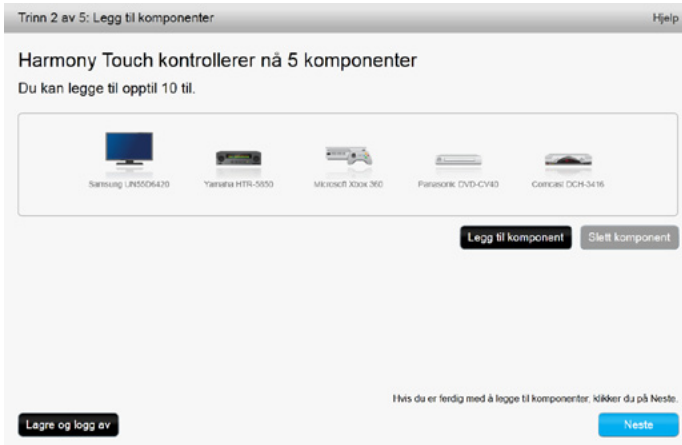 Trinn 2 av 5: Legg til komponenter
Hjelp
Harmony Touch kontrollerer nå 5 komponenter
Du kan legge til opptil 10 til.
Samsung UN55D6420
Yamaha HTR-5650
Microsoft Xbox 360
Panasonic DVD-CV40
Comcast DCH-3416
Legg til komponent
Slett komponent
Hvis du er ferdig med å legge til komponenter, klikker du på Neste.
Lagre og logg av
Neste